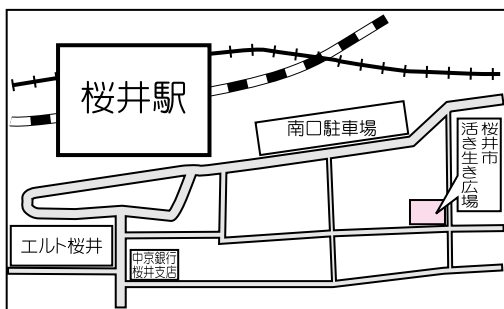 桜井駅
南口駐車場
桜井市
活き生き広場
エルト桜井
中京銀行
桜井支店